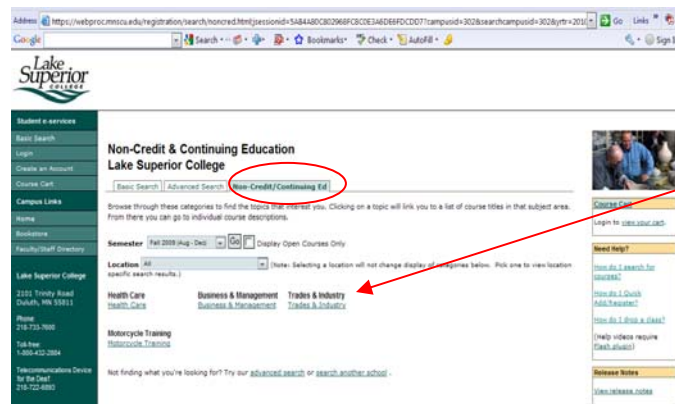 Address https://webproc.mnscu.edu/registration/search/noncred.html;jsessionid=5AB4A80C802968FC8C0E3A6DE6FDCDD7?campusid=302&searchcampusid=302&yrtr=201 Go Links
Google Search Bookmarks Check AutoFill Sign
Lake
Superior
COLLEGE
Student e-services
Basic Search
Login
Create an Account
Course Cart
Campus Links
Home
Bookstore
Faculty/Staff Directory
Lake Superior College
2101 Trinity Road
Duluth, MN 55811
Phone
218-733-7600
Toll-free
1-800-432-2884
Telecommunications Device
for the Deaf
218-722-6893
Non-Credit & Continuing Education
Lake Superior College
Basic Search Advanced Search Non-Credit/Continuing Ed
Browse through these categories to find the topics that interest you. Clicking on a topic will link you to a list of course titles in that subject area.
From there you can go to individual course descriptions.
Semester Fall 2009 (Aug - Dec) Go Display Open Courses Only
Location All (Note: Selecting a location will not change display of categories below. Pick one to view location
specific search results.)
Health Care Business & Management Trades & Industry
Health Care Business & Management Trades & Industry
Motorcycle Training
Motorcycle Training
Not finding what you're looking for? Try our advanced search or search another school .
Course Cart
Login to view your cart.
Need Help?
How do I search for
courses?
How do I Quick
Add/Register?
How do I drop a class?
(Help videos require
flash plugin)
Release Notes
View release notes